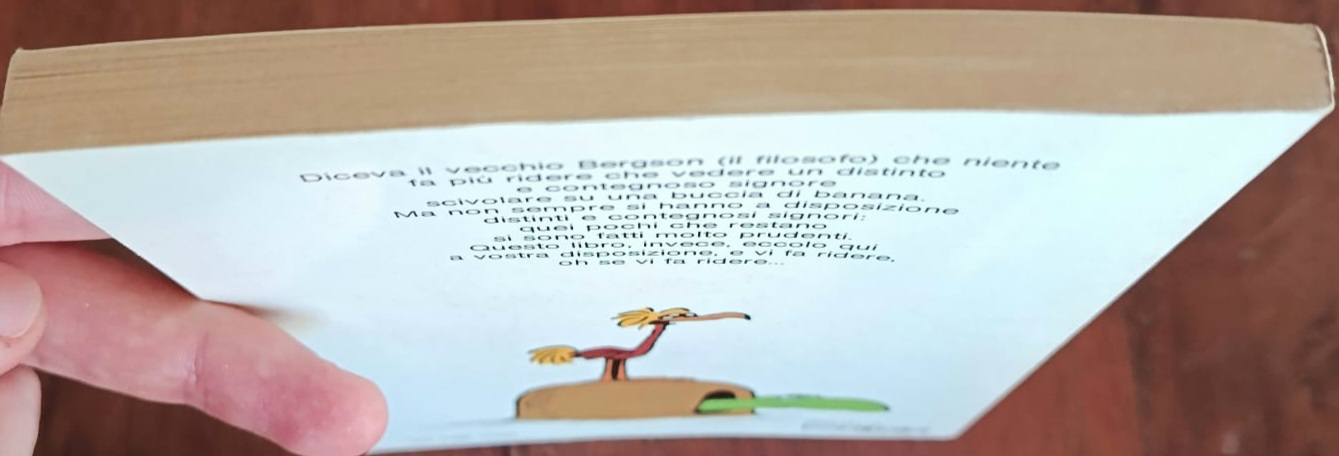 Diceva il vecchio Bergson (il filosofo) che niente
fa più ridere che vedere un distinto
e contegnoso signore
scivolare su una buccia di banana.
Ma non sempre si hanno a disposizione
distinti e contegnosi signori:
quei pochi che restano
si sono fatti molto prudenti.
Questo libro, invece, eccolo qui
a vostra disposizione, e vi fa ridere,
oh se vi fa ridere...